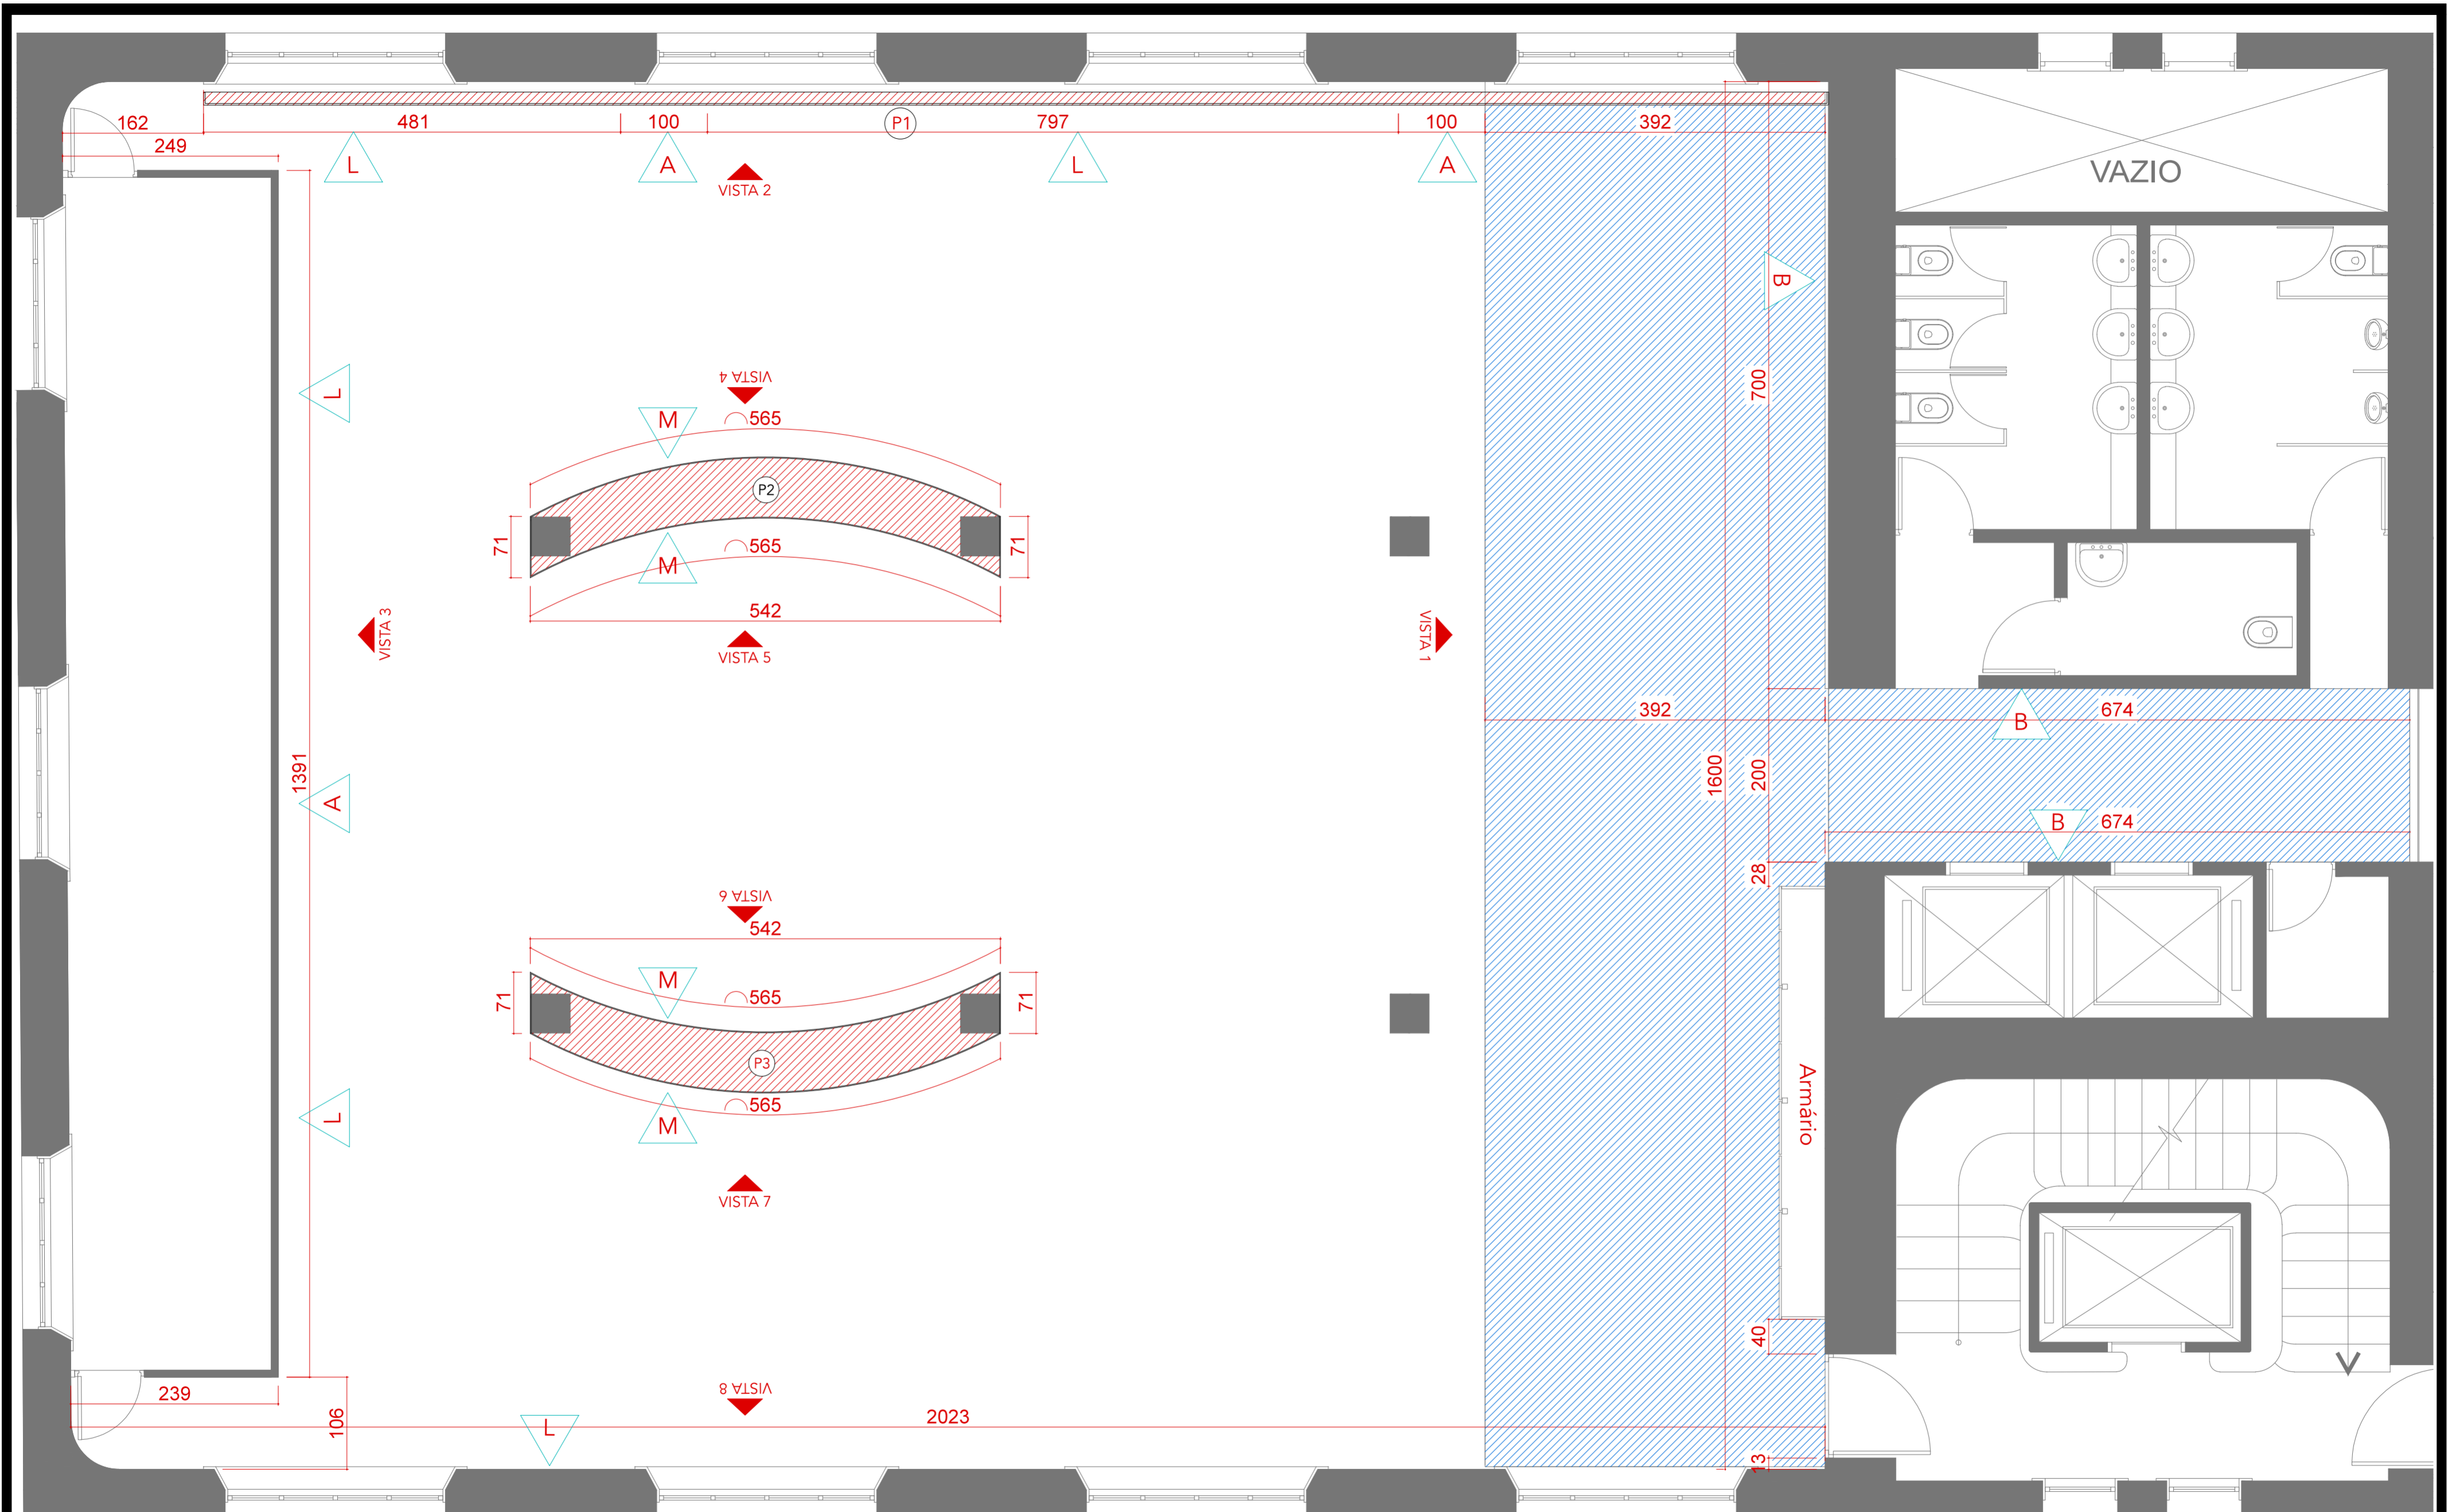 162
481
100
P1
797
100
392
249
L
A
L
A
VAZIO
VISTA 2
B
VISTA 4
L
M
565
700
P2
71
71
565
M
542
VISTA 3
VISTA 5
VISTA 1
392
B
674
1391
1600
200
A
B
674
28
VISTA 6
542
M
71
565
71
P3
L
565
M
Armário
VISTA 7
40
239
VISTA 8
106
L
2023
13